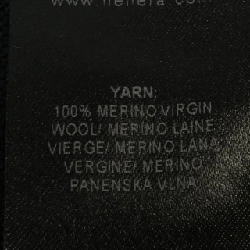 YARN:
100% MERINO VIRGIN
WOOL/ MERINO LAINE
VIERGE/ MERINO LANA
VERGINE/ MERINO
PANENSKA VLNA